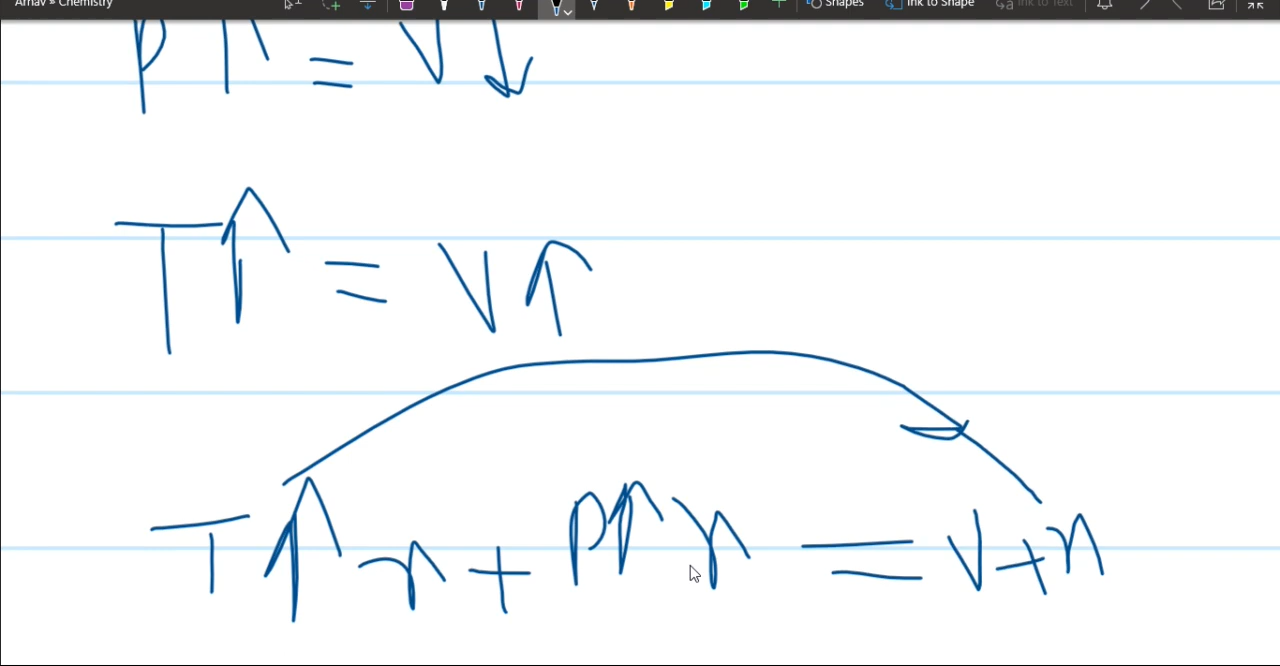 Arnav » Chemistry
Shapes
Ink to Shape
Ink to Text
P↑ = V↓
T↑ = V↑
T↑n + P↑n = V+n